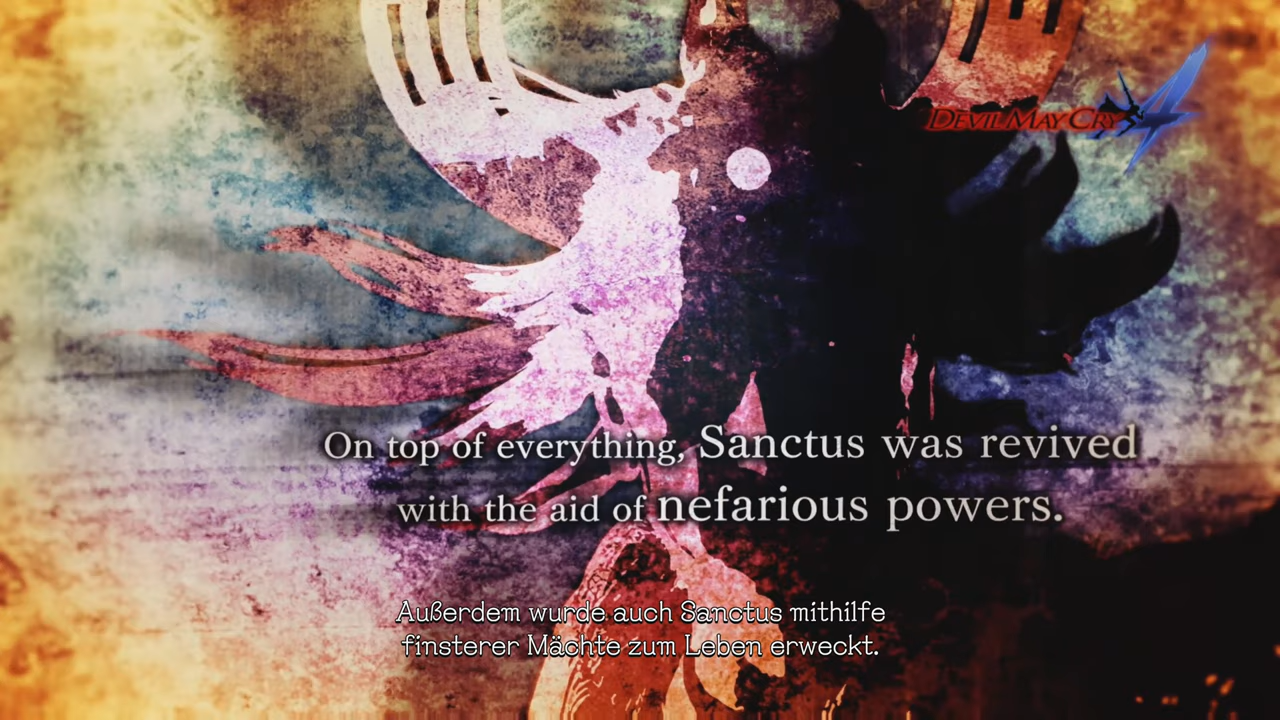 DEVIL MAY CRY 4
On top of everything, Sanctus was revived
with the aid of nefarious powers.
Außerdem wurde auch Sanctus mithilfe
finsterer Mächte zum Leben erweckt.